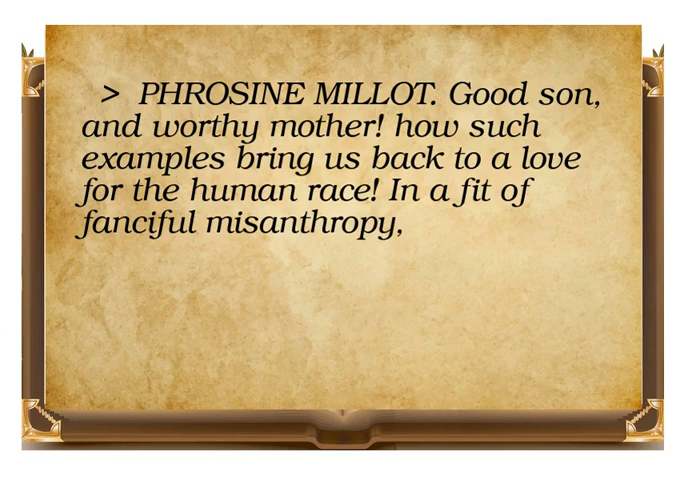 > PHROSINE MILLOT. Good son,
and worthy mother! how such
examples bring us back to a love
for the human race! In a fit of
fanciful misanthropy,